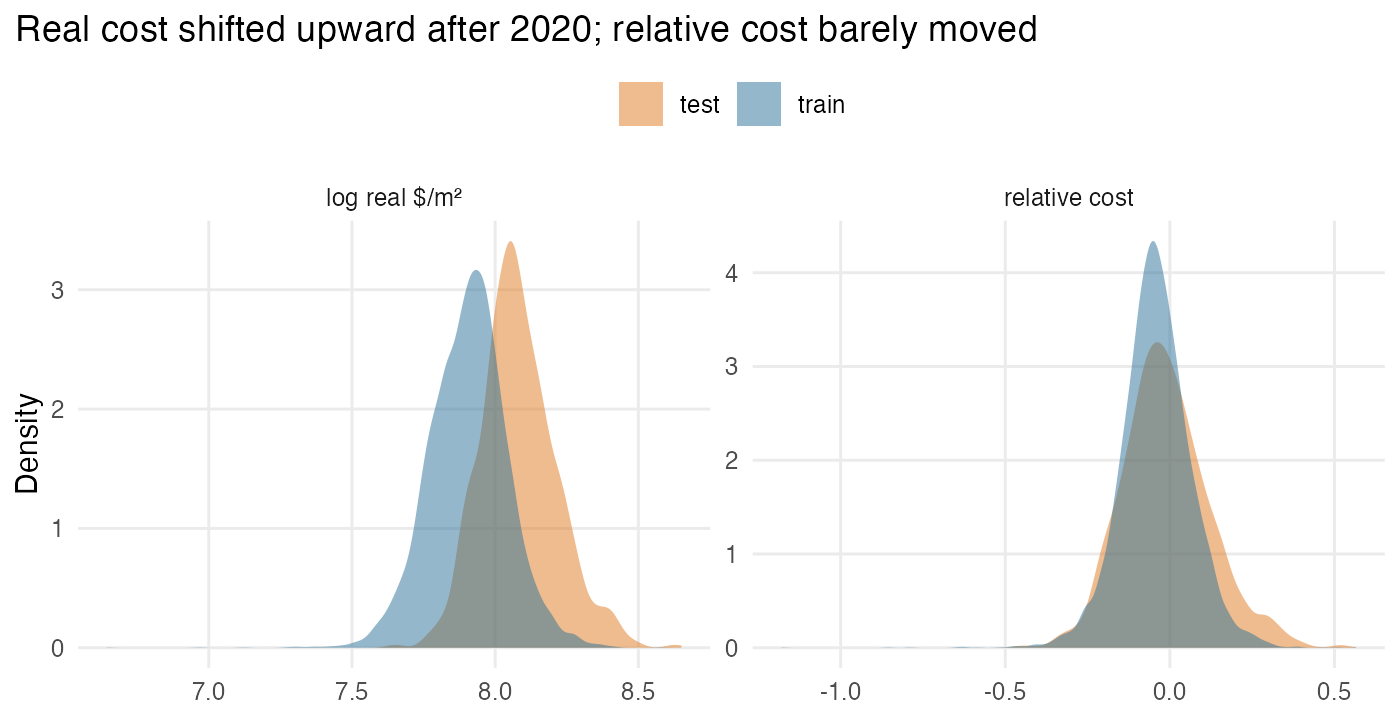 Real cost shifted upward after 2020; relative cost barely moved
test train
log real $/m²
relative cost
Density
3
2
1
0
7.0 7.5 8.0 8.5
4
3
2
1
0
-1.0 -0.5 0.0 0.5